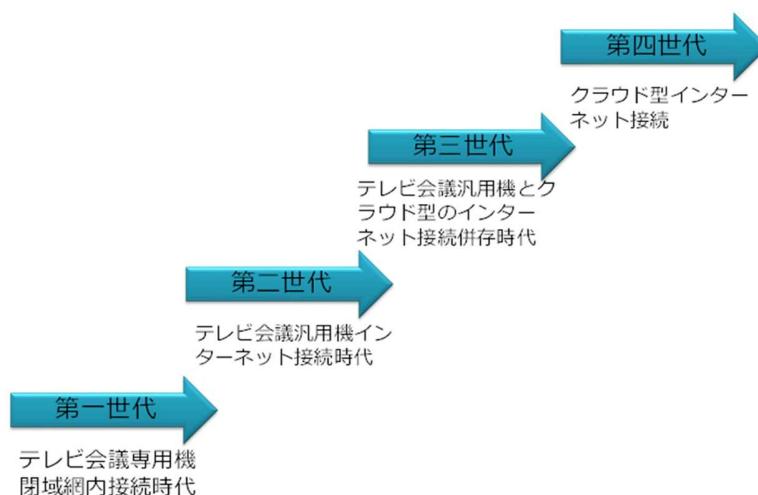 第四世代
クラウド型インター
ネット接続
第三世代
テレビ会議汎用機とク
ラウド型のインター
ネット接続併存時代
第二世代
テレビ会議汎用機イン
ターネット接続時代
第一世代
テレビ会議専用機
閉域網内接続時代